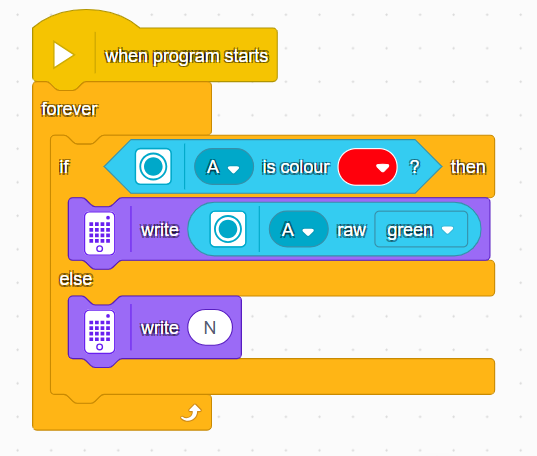 when program starts
forever
if A is colour ? then
write A raw green
else
write N